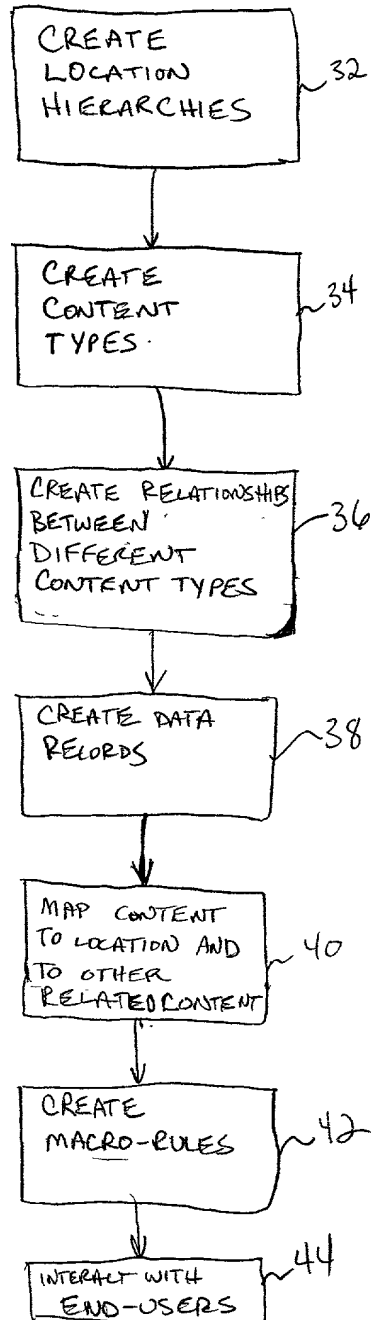 CREATE
LOCATION
HIERARCHIES
32
CREATE
CONTENT
TYPES.
34
CREATE RELATIONSHIPS
BETWEEN
DIFFERENT
CONTENT TYPES
36
CREATE DATA
RECORDS
38
MAP CONTENT
TO LOCATION AND
TO OTHER
RELATED CONTENT
40
CREATE
MACRO-RULES
42
INTERACT WITH
END-USERS
44